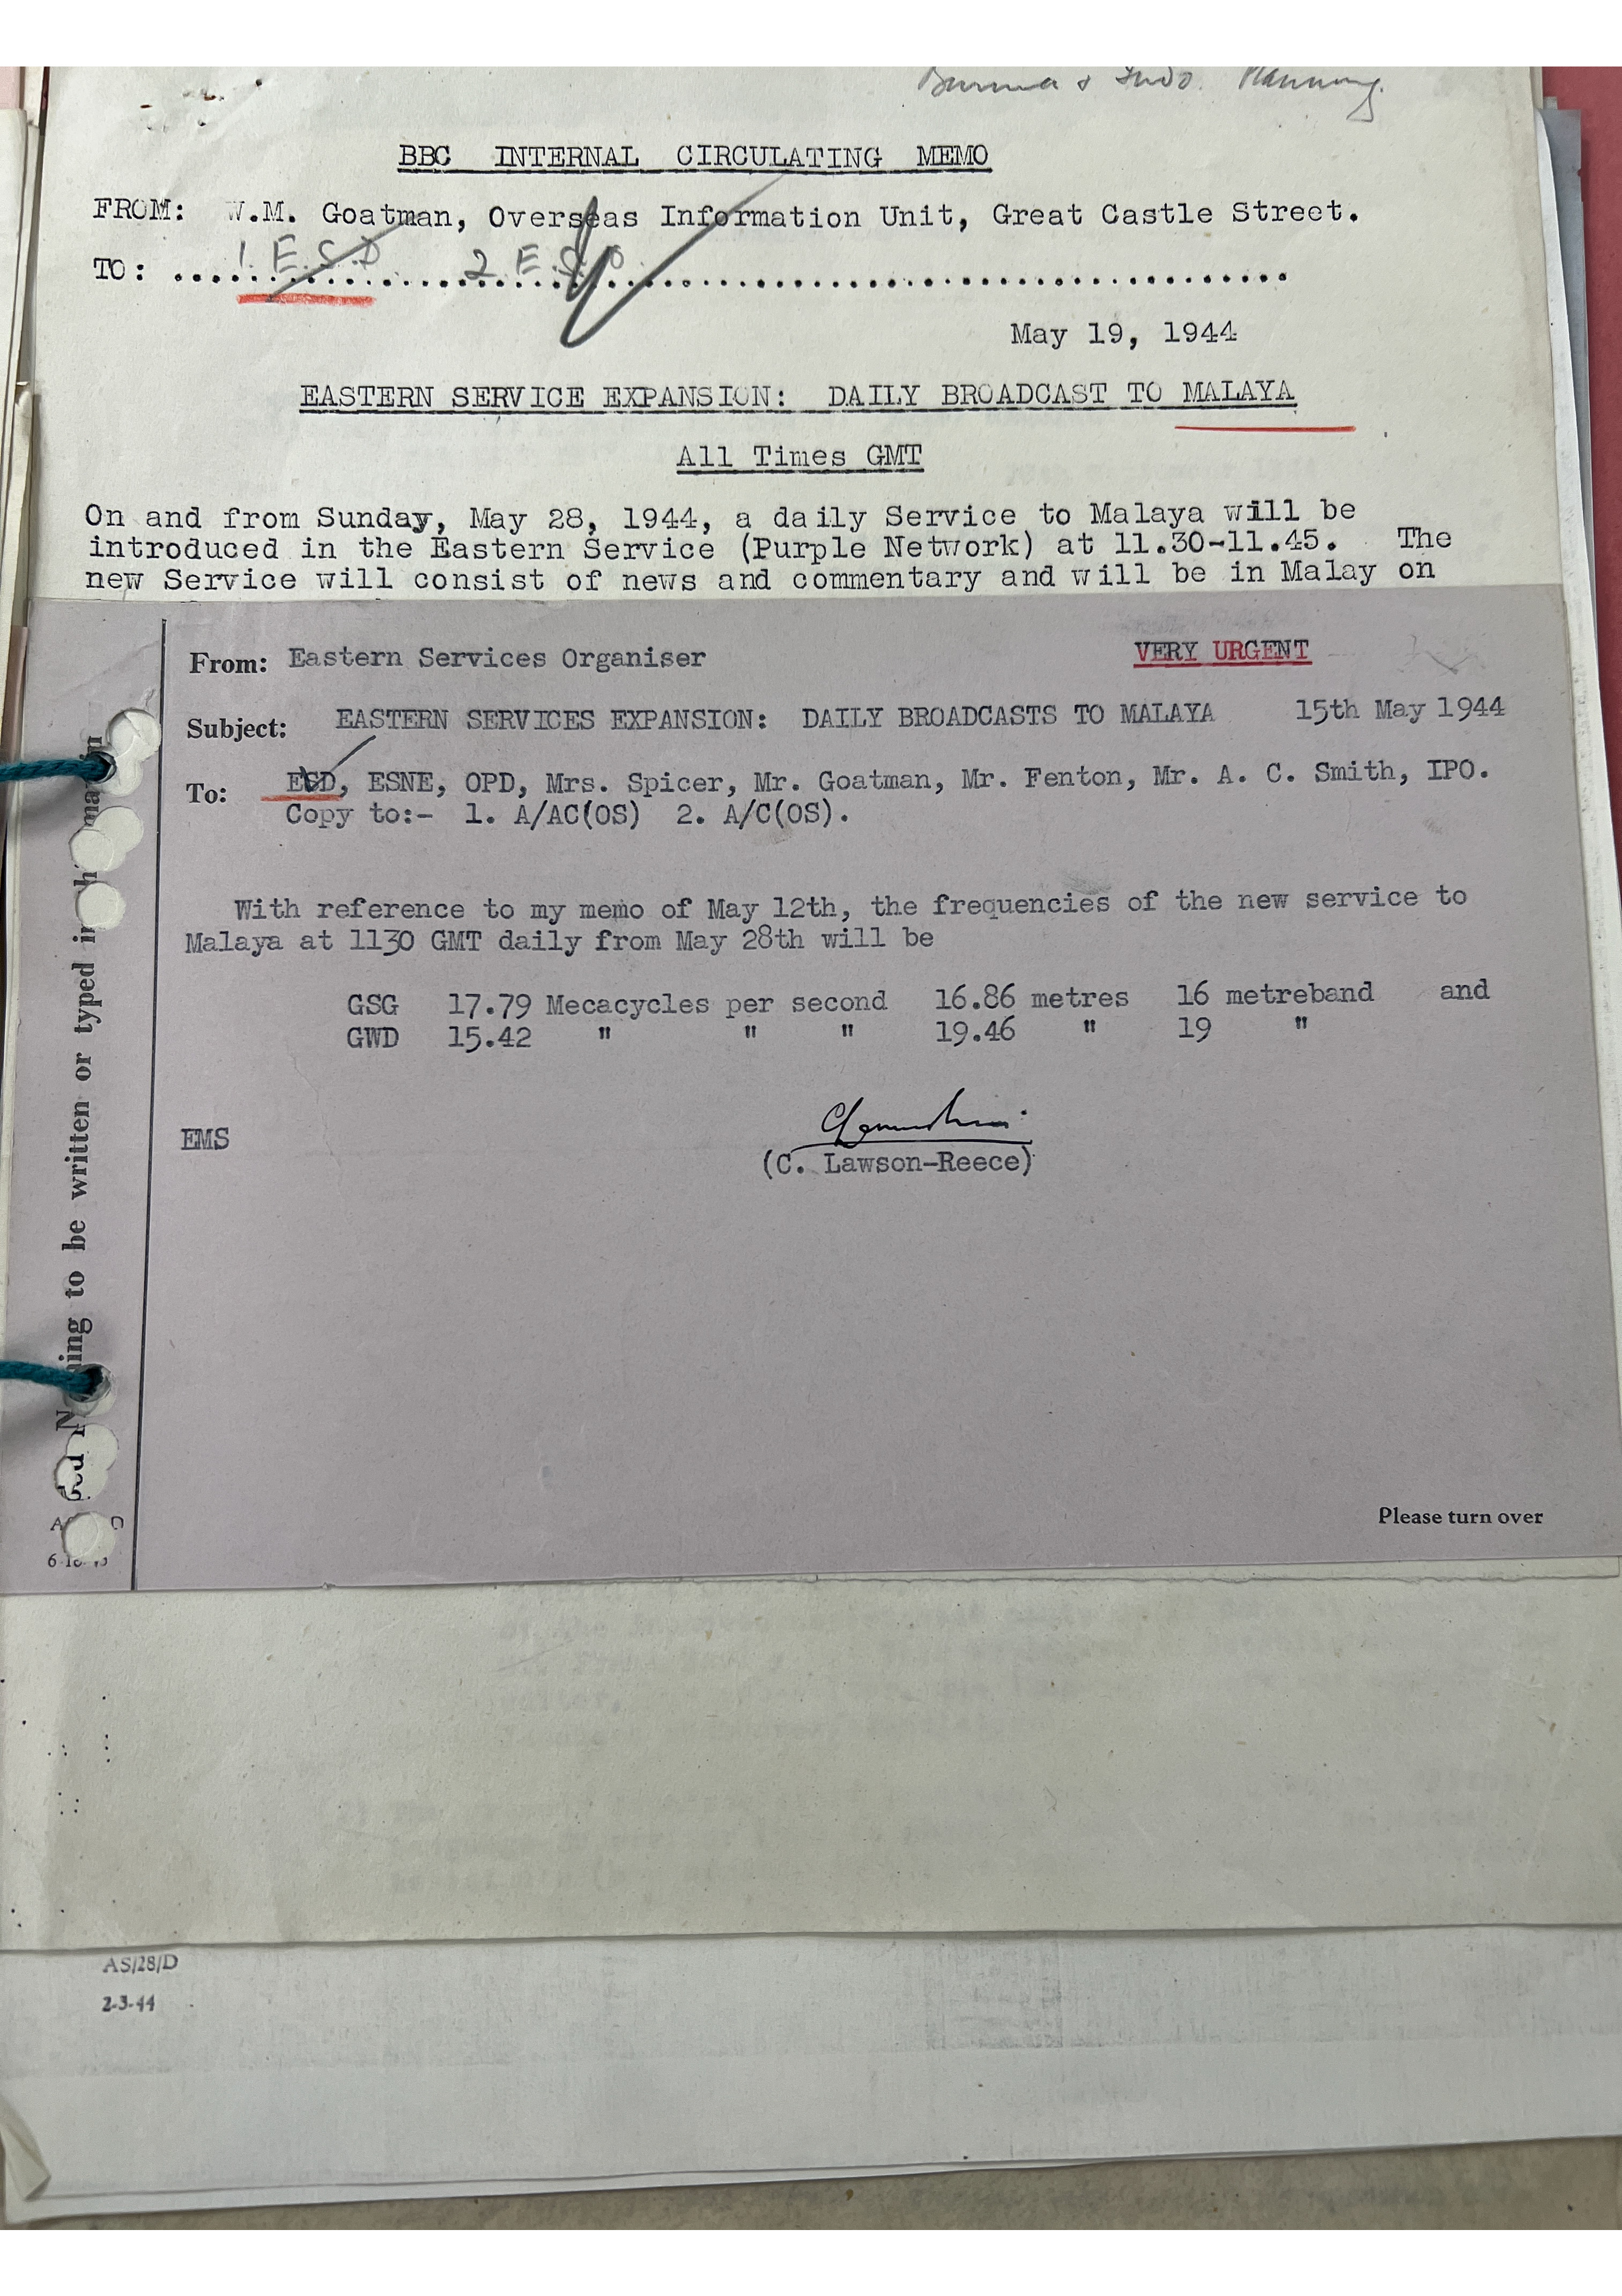 Burma & Indo. Planning.
BBC INTERNAL CIRCULATING MEMO
FROM: W.M. Goatman, Overseas Information Unit, Great Castle Street.
TO: ..1.E.S.D......2.E.S.O..............................
May 19, 1944
EASTERN SERVICE EXPANSION: DAILY BROADCAST TO MALAYA
All Times GMT
On and from Sunday, May 28, 1944, a daily Service to Malaya will be
introduced in the Eastern Service (Purple Network) at 11.30-11.45. The
new Service will consist of news and commentary and will be in Malay on
From: Eastern Services Organiser VERY URGENT
Subject: EASTERN SERVICES EXPANSION: DAILY BROADCASTS TO MALAYA 15th May 1944
To: ESD, ESNE, OPD, Mrs. Spicer, Mr. Goatman, Mr. Fenton, Mr. A. C. Smith, IPO.
Copy to:- 1. A/AC(OS) 2. A/C(OS).
With reference to my memo of May 12th, the frequencies of the new service to
Malaya at 1130 GMT daily from May 28th will be
GSG 17.79 Mecacycles per second 16.86 metres 16 metreband and
GWD 15.42 " " " 19.46 " 19 "
EMS
(C. Lawson-Reece)
to be written or typed in
Please turn over
AS/28/D
2-3-44